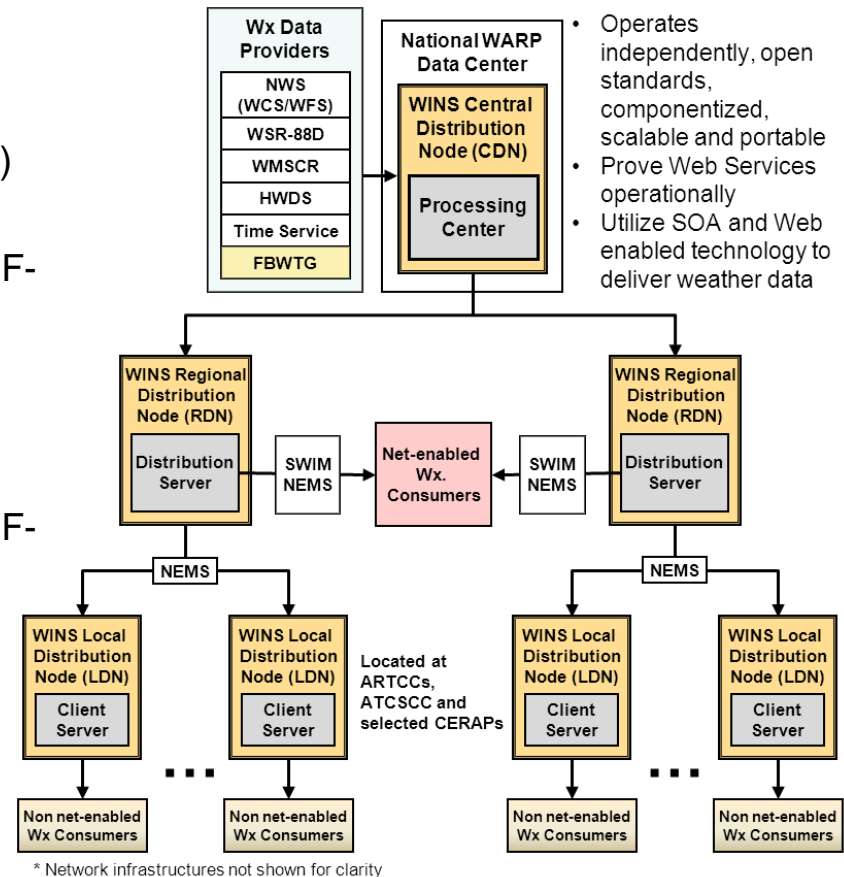 Wx Data
Providers
NWS
(WCS/WFS)
WSR-88D
WMSCR
HWDS
Time Service
FBWTG
National WARP
Data Center
WINS Central
Distribution
Node (CDN)
Processing
Center
• Operates
independently, open
standards,
componentized,
scalable and portable
• Prove Web Services
operationally
• Utilize SOA and Web
enabled technology to
deliver weather data
)
F-
F-
WINS Regional
Distribution
Node (RDN)
Distribution
Server
SWIM
NEMS
Net-enabled
Wx.
Consumers
SWIM
NEMS
WINS Regional
Distribution
Node (RDN)
Distribution
Server
NEMS
NEMS
WINS Local
Distribution
Node (LDN)
Client
Server
WINS Local
Distribution
Node (LDN)
Client
Server
Located at
ARTCCs,
ATCSCC and
selected CERAPs
WINS Local
Distribution
Node (LDN)
Client
Server
WINS Local
Distribution
Node (LDN)
Client
Server
...
...
Non net-enabled
Wx Consumers
Non net-enabled
Wx Consumers
Non net-enabled
Wx Consumers
Non net-enabled
Wx Consumers
* Network infrastructures not shown for clarity